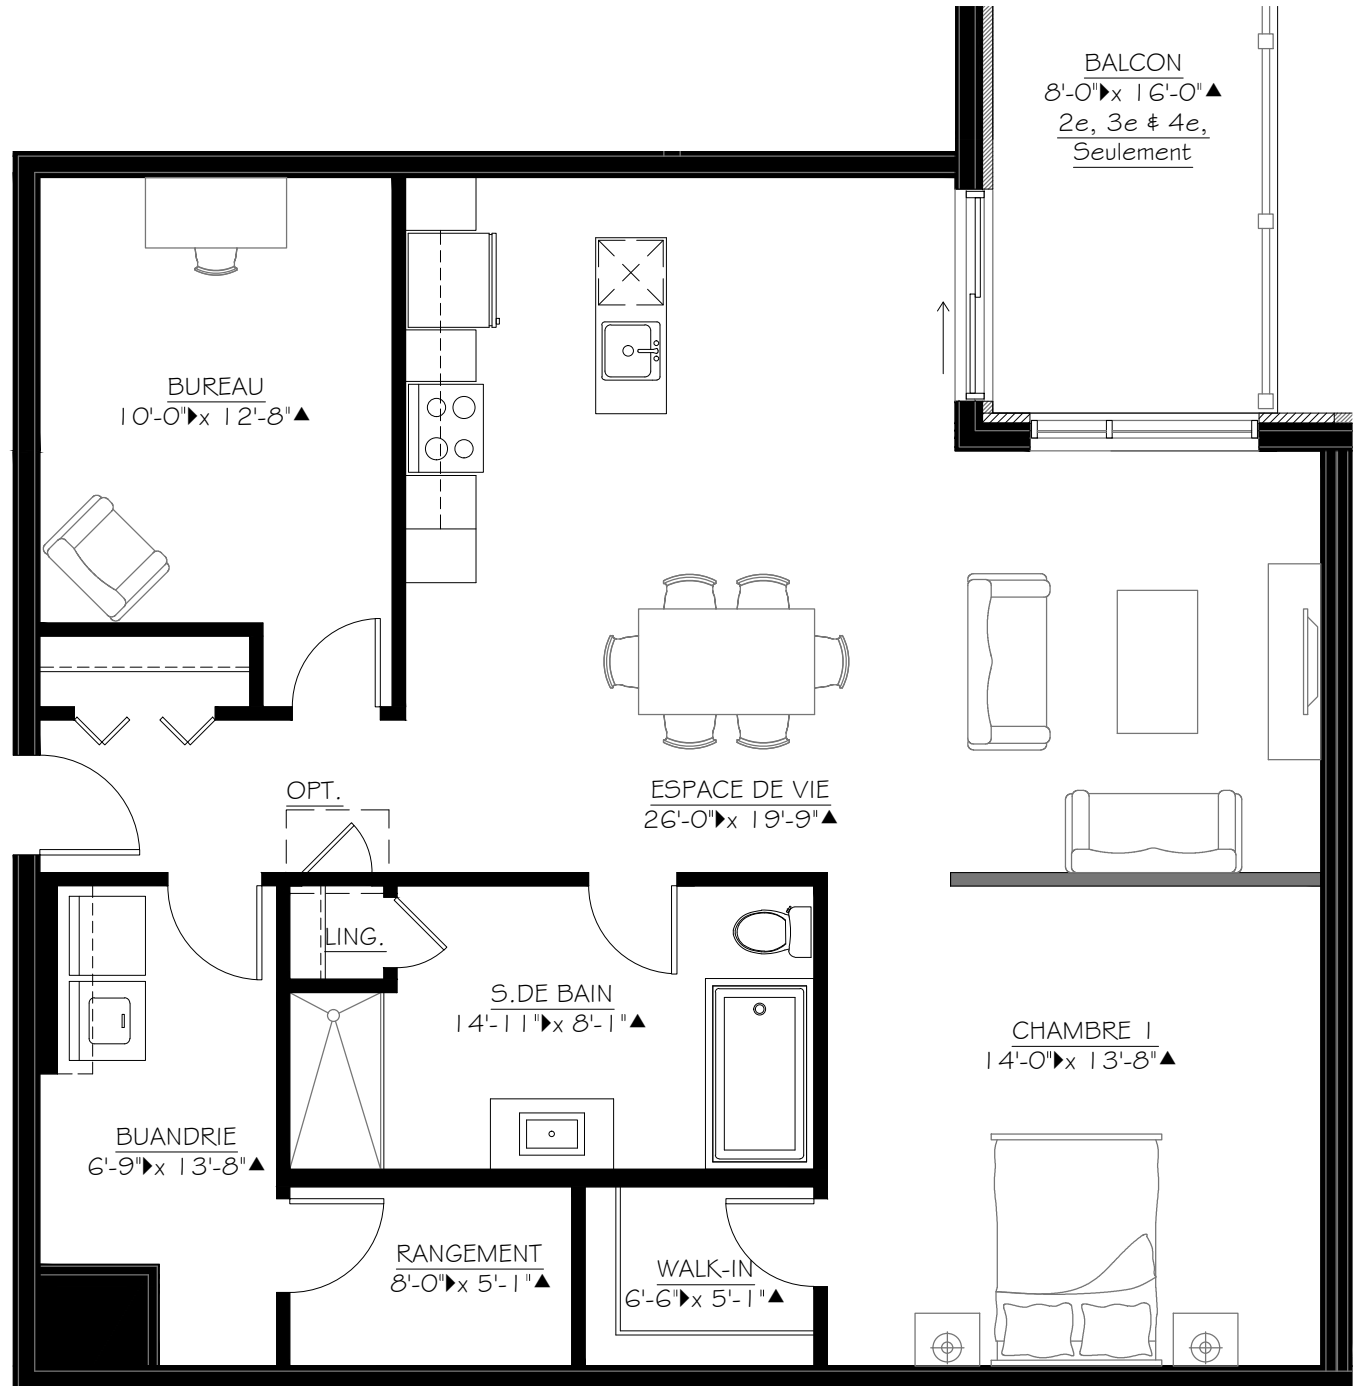 BALCON
8'-0"▶x 16'-0"▲
2e, 3e & 4e,
Seulement
BUREAU
10'-0"▶x 12'-8"▲
OPT.
ESPACE DE VIE
26'-0"▶x 19'-9"▲
LING.
S.DE BAIN
14'-11"▶x 8'-1"▲
CHAMBRE 1
14'-0"▶x 13'-8"▲
BUANDRIE
6'-9"▶x 13'-8"▲
RANGEMENT
8'-0"▶x 5'-1"▲
WALK-IN
6'-6"▶x 5'-1"▲